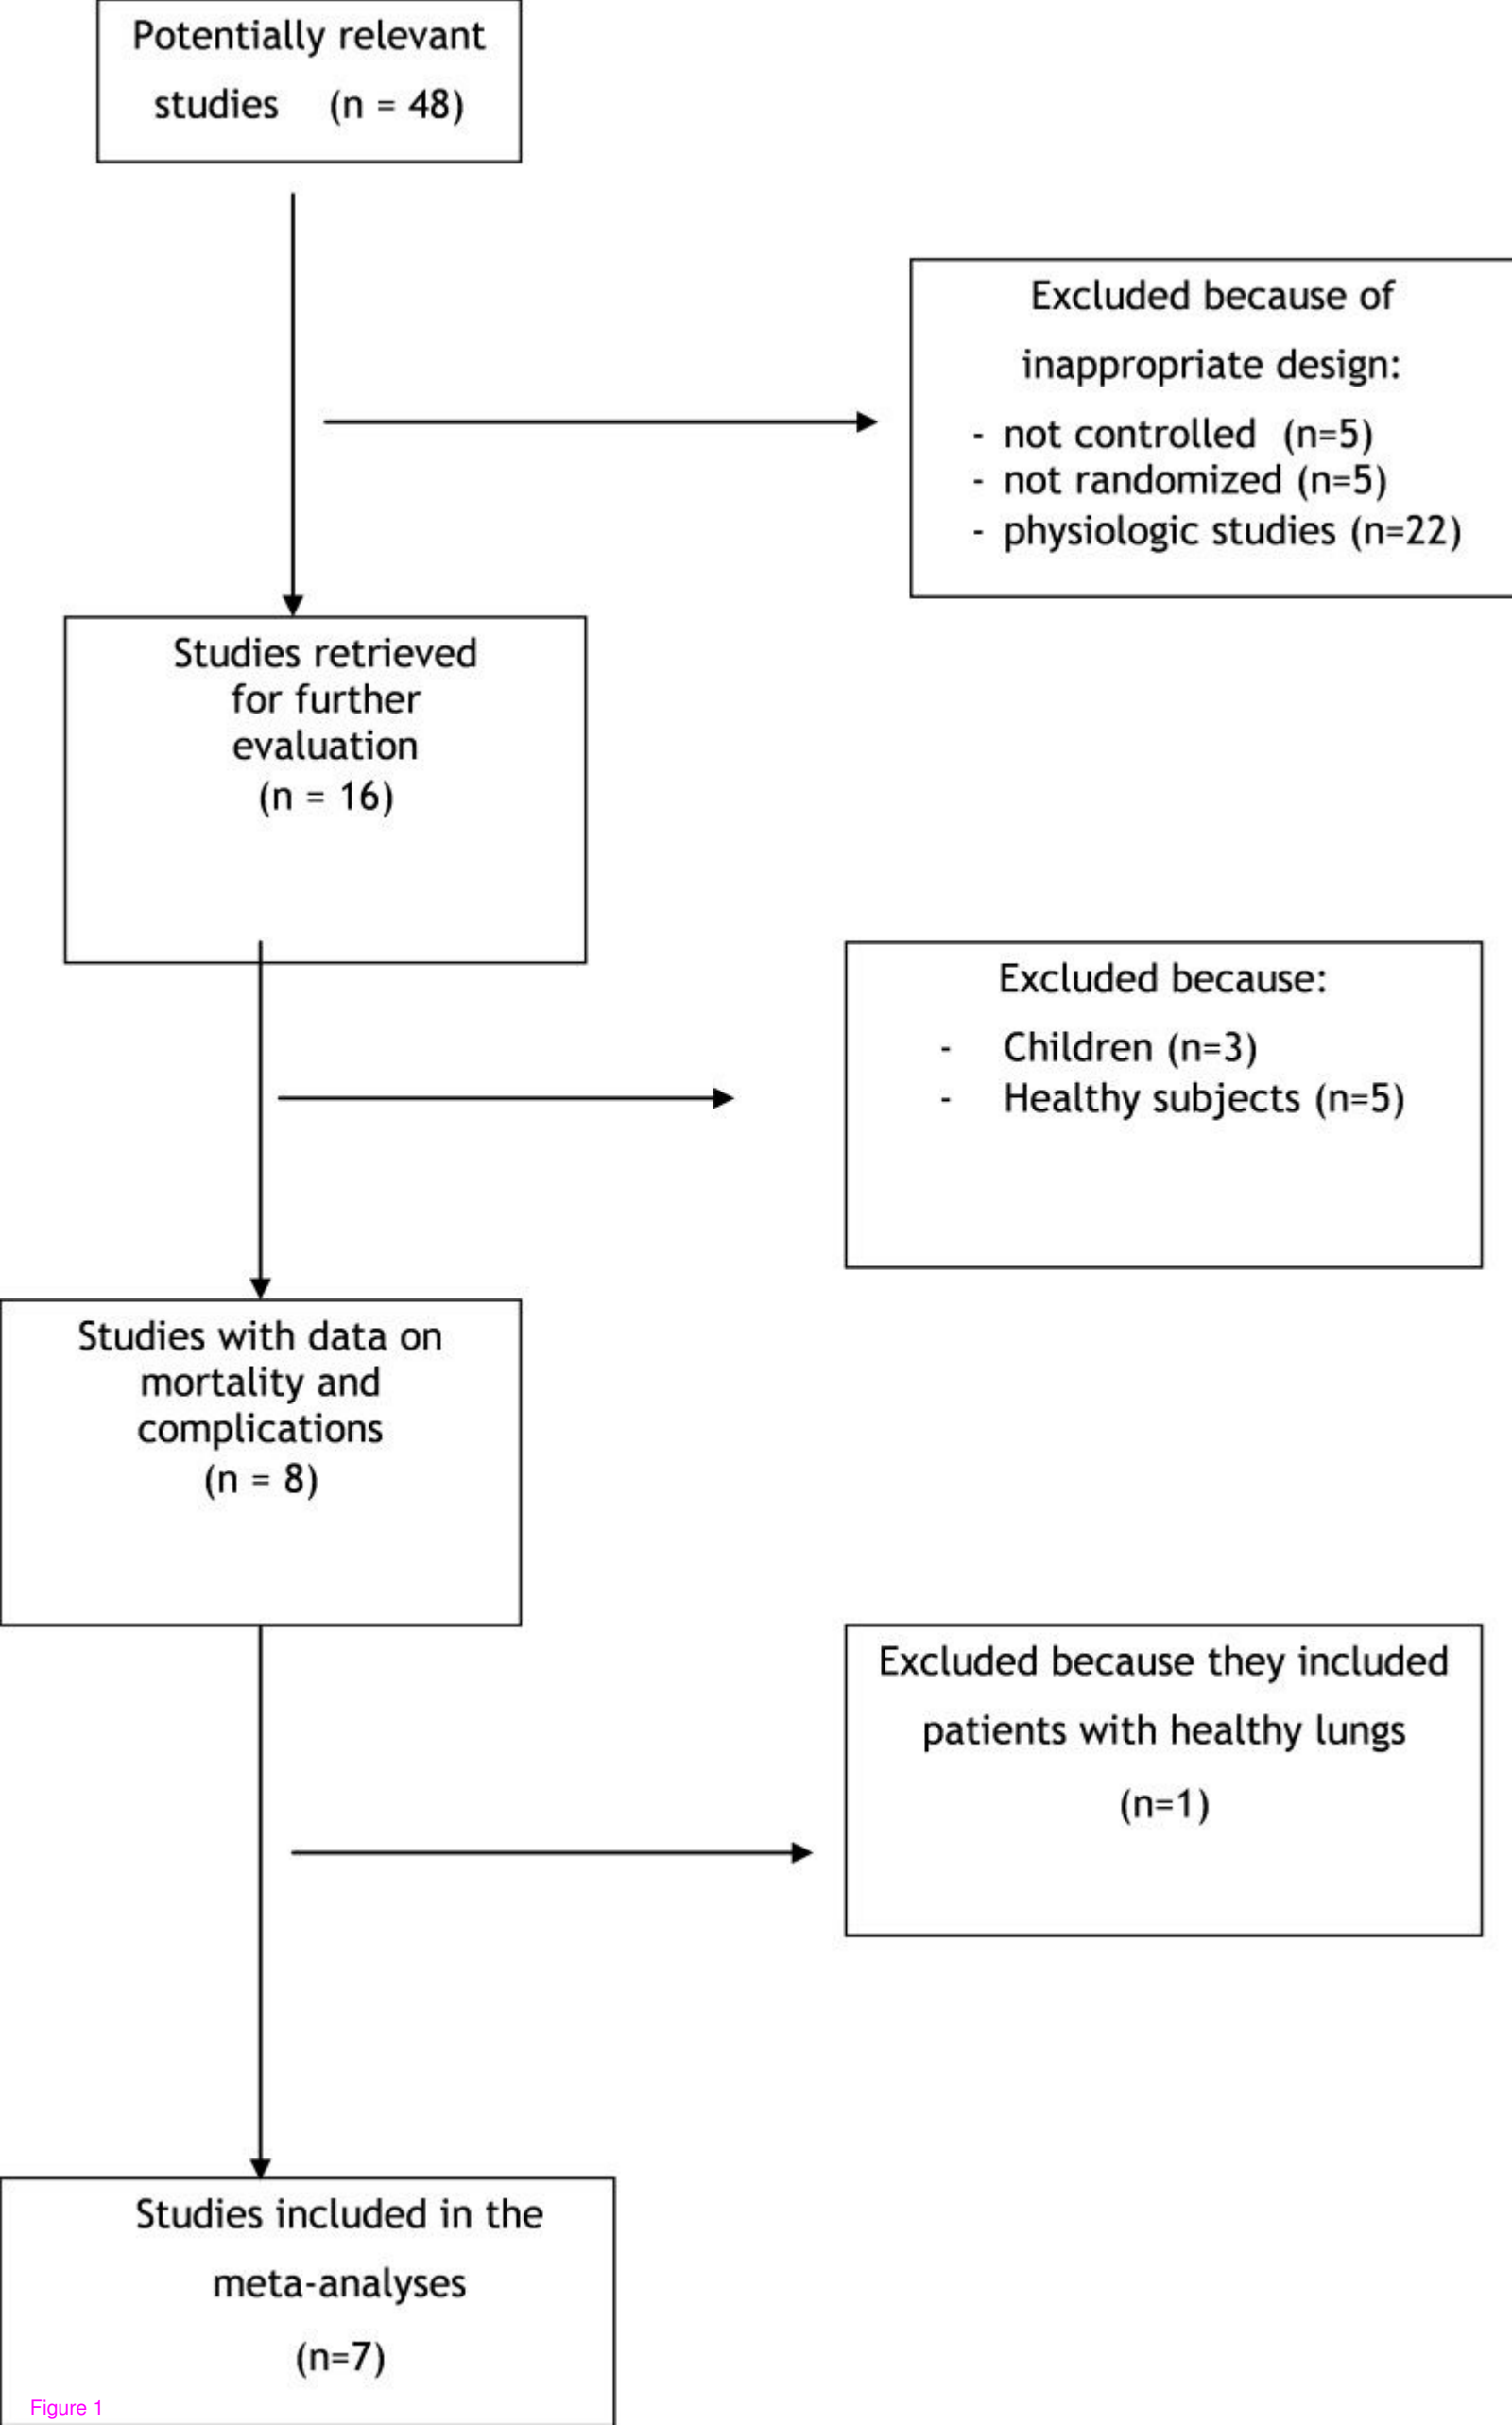 Potentially relevant
studies (n = 48)
Excluded because of
inappropriate design:
- not controlled (n=5)
- not randomized (n=5)
- physiologic studies (n=22)
Studies retrieved
for further
evaluation
(n = 16)
Excluded because:
- Children (n=3)
- Healthy subjects (n=5)
Studies with data on
mortality and
complications
(n = 8)
Excluded because they included
patients with healthy lungs
(n=1)
Studies included in the
meta-analyses
(n=7)
Figure 1